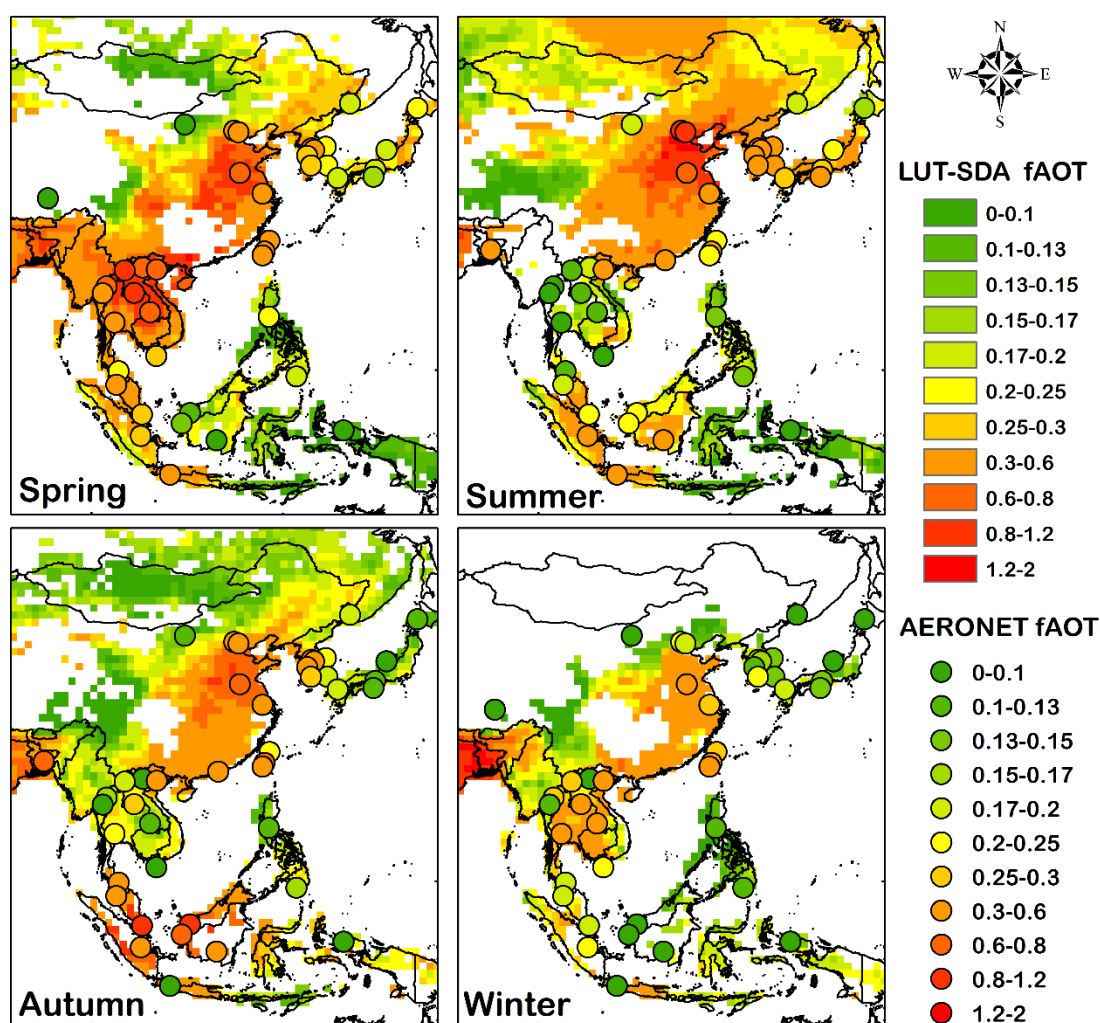 Spring
Summer
Autumn
Winter
N
W E
S
LUT-SDA fAOT
0-0.1
0.1-0.13
0.13-0.15
0.15-0.17
0.17-0.2
0.2-0.25
0.25-0.3
0.3-0.6
0.6-0.8
0.8-1.2
1.2-2
AERONET fAOT
0-0.1
0.1-0.13
0.13-0.15
0.15-0.17
0.17-0.2
0.2-0.25
0.25-0.3
0.3-0.6
0.6-0.8
0.8-1.2
1.2-2